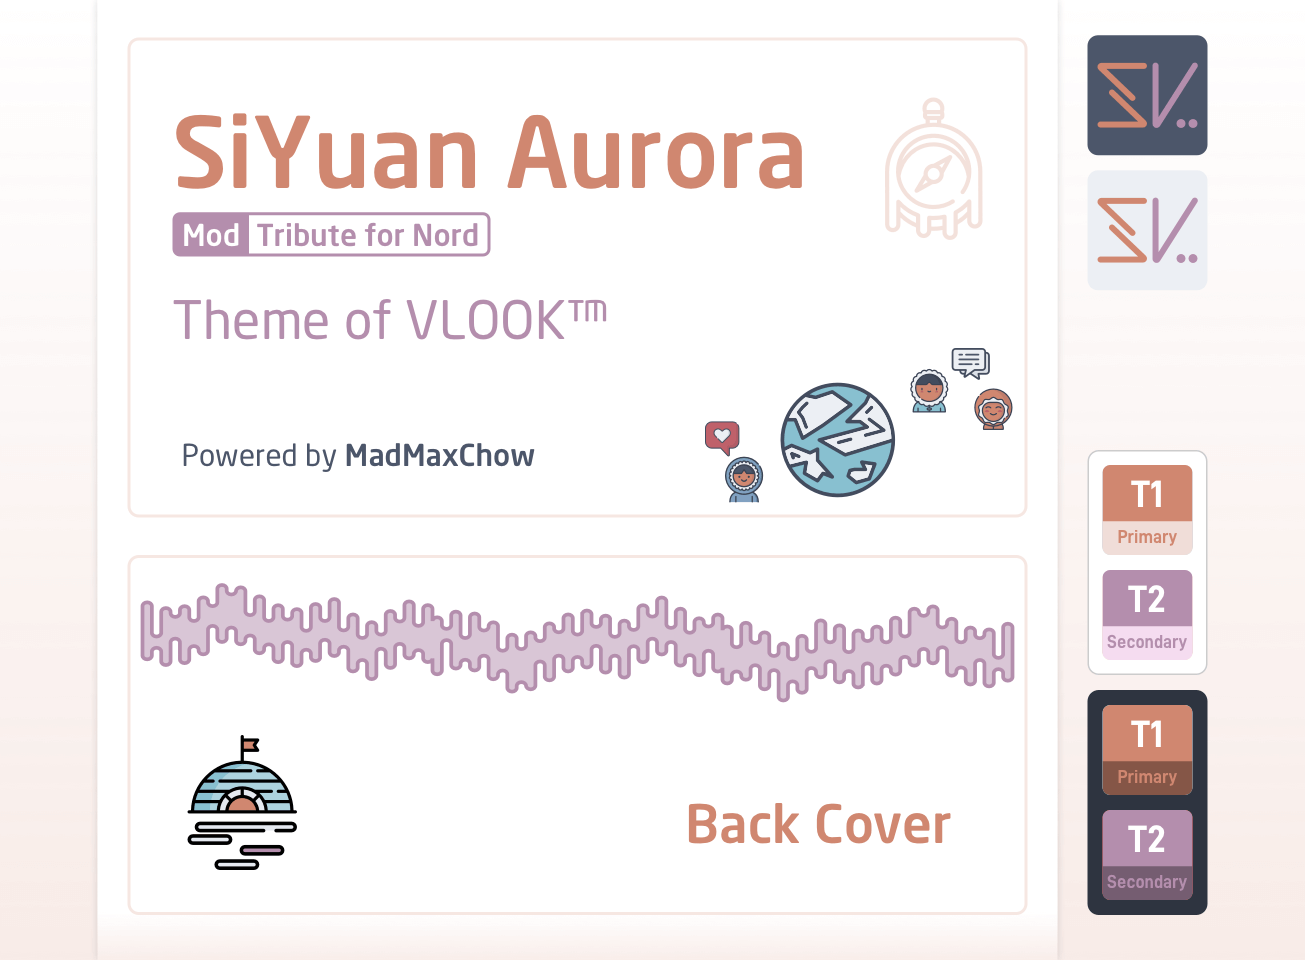 SiYuan Aurora
Mod Tribute for Nord
Theme of VLOOK™
Powered by MadMaxChow
Back Cover
T1
Primary
T2
Secondary
T1
Primary
T2
Secondary